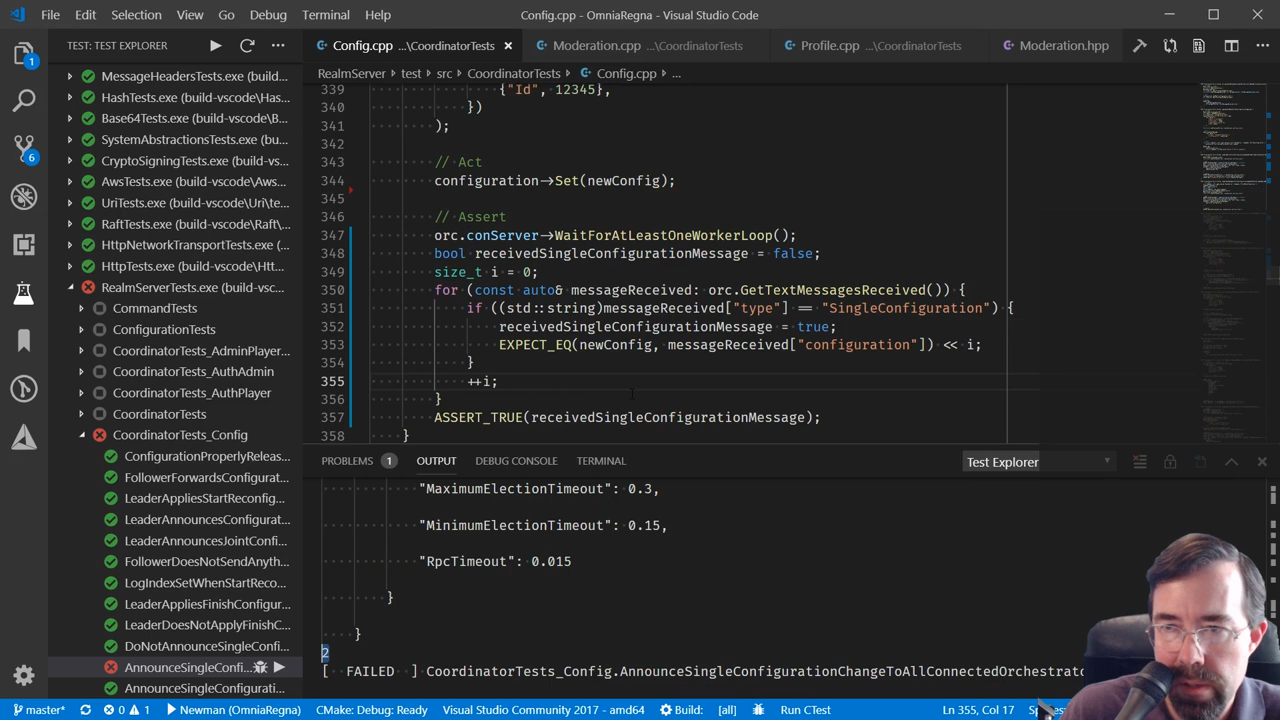 File Edit Selection View Go Debug Terminal Help Config.cpp - OmniaRegna - Visual Studio Code
TEST: TEST EXPLORER
Config.cpp ...\CoordinatorTests
Moderation.cpp ...\CoordinatorTests
Profile.cpp ...\CoordinatorTests
Moderation.hpp
RealmServer > test > src > CoordinatorTests > Config.cpp > ...
1
6
MessageHeadersTests.exe (build...
HashTests.exe (build-vscode\Has...
Base64Tests.exe (build-vscode\B...
SystemAbstractionsTests.exe (bu...
CryptoSigningTests.exe (build-vs...
AwsTests.exe (build-vscode\Aws...
UriTests.exe (build-vscode\Uri\te...
RaftTests.exe (build-vscode\Raft\...
HttpNetworkTransportTests.exe (...
HttpTests.exe (build-vscode\Htt...
RealmServerTests.exe (build-vsc...
CommandTests
ConfigurationTests
CoordinatorTests_AdminPlayer...
CoordinatorTests_AuthAdmin
CoordinatorTests_AuthPlayer
CoordinatorTests
CoordinatorTests_Config
ConfigurationProperlyReleas...
FollowerForwardsConfigurat...
LeaderAppliesStartReconfig...
LeaderAnnouncesConfigurat...
LeaderAnnouncesJointConfi...
FollowerDoesNotSendAnyth...
LogIndexSetWhenStartReco...
LeaderAppliesFinishConfigur...
LeaderDoesNotApplyFinishC...
DoNotAnnounceSingleConfi...
AnnounceSingleConfi...
AnnounceSingleConfigurati...
339 {"Id", 12345},
340 })
341 );
342
343 // Act
344 configuration->Set(newConfig);
345
346 // Assert
347 orc.conServer->WaitForAtLeastOneWorkerLoop();
348 bool receivedSingleConfigurationMessage = false;
349 size_t i = 0;
350 for (const auto& messageReceived: orc.GetTextMessagesReceived()) {
351 if ((std::string)messageReceived["type"] == "SingleConfiguration") {
352 receivedSingleConfigurationMessage = true;
353 EXPECT_EQ(newConfig, messageReceived["configuration"]) << i;
354 }
355 ++i;
356 }
357 ASSERT_TRUE(receivedSingleConfigurationMessage);
358 }
PROBLEMS 1 OUTPUT DEBUG CONSOLE TERMINAL Test Explorer
"MaximumElectionTimeout": 0.3,
"MinimumElectionTimeout": 0.15,
"RpcTimeout": 0.015
}
}
2
[ FAILED ] CoordinatorTests_Config.AnnounceSingleConfigurationChangeToAllConnectedOrchestrato
master* 0 1 Newman (OmniaRegna) CMake: Debug: Ready Visual Studio Community 2017 - amd64 Build: [all] Run CTest Ln 355, Col 17